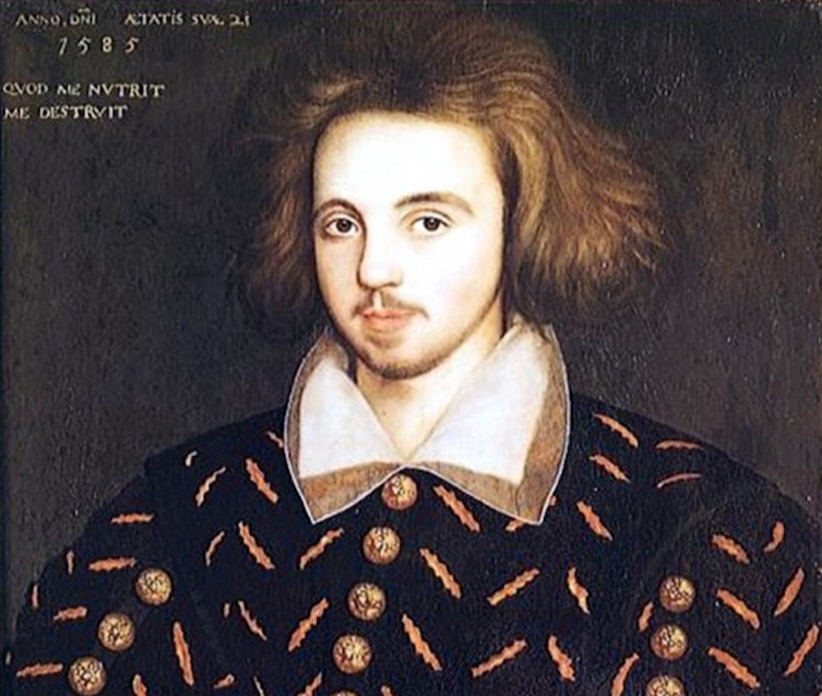 ANNO, DÑI ÆTATIS SVÆ 21
1585
QVOD ME NVTRIT
ME DESTRVIT